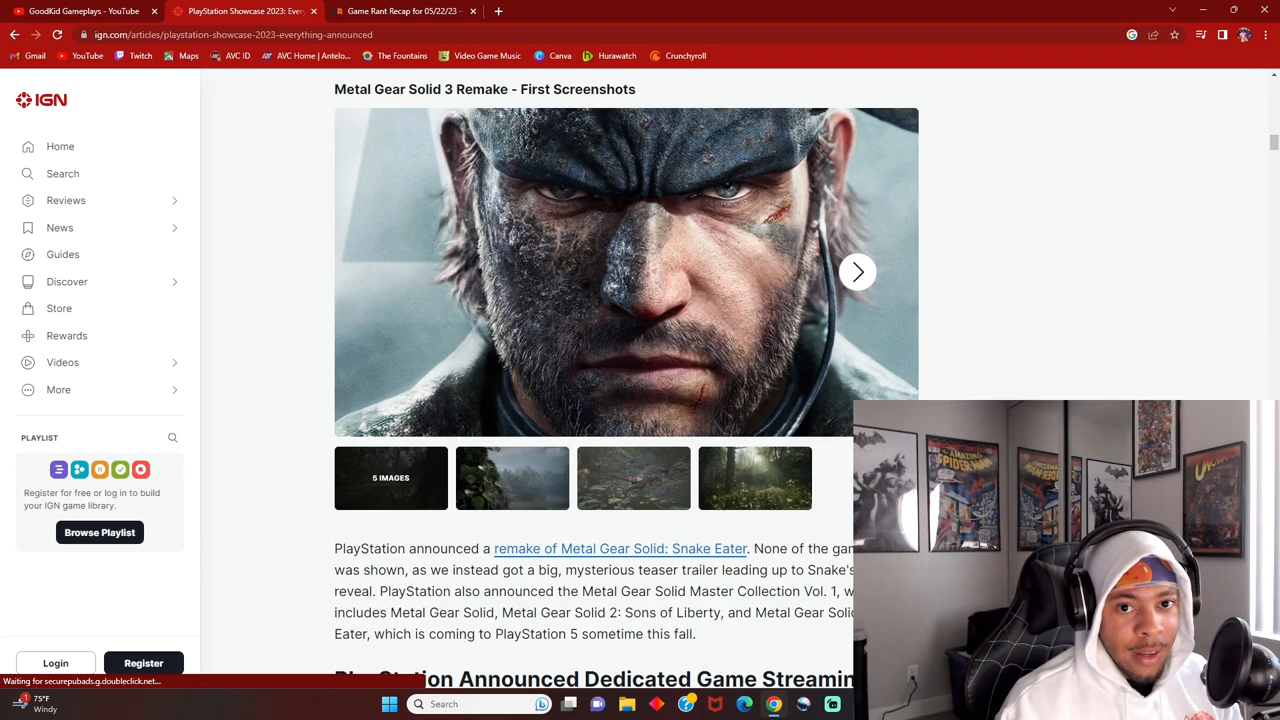 GoodKid Gameplays - YouTube
PlayStation Showcase 2023: Ever
Game Rant Recap for 05/22/23 -
ign.com/articles/playstation-showcase-2023-everything-announced
Gmail YouTube Twitch Maps AVC ID AVC Home | Antelo... The Fountains Video Game Music Canva Hurawatch Crunchyroll
IGN
Home
Search
Reviews
News
Guides
Discover
Store
Rewards
Videos
More
PLAYLIST
Register for free or log in to build
your IGN game library.
Browse Playlist
Login
Register
Metal Gear Solid 3 Remake - First Screenshots
5 IMAGES
PlayStation announced a remake of Metal Gear Solid: Snake Eater. None of the gam
was shown, as we instead got a big, mysterious teaser trailer leading up to Snake's
reveal. PlayStation also announced the Metal Gear Solid Master Collection Vol. 1, w
includes Metal Gear Solid, Metal Gear Solid 2: Sons of Liberty, and Metal Gear Solid
Eater, which is coming to PlayStation 5 sometime this fall.
PlayStation Announced Dedicated Game Streamin
Waiting for securepubads.g.doubleclick.net...
1
75°F
Windy
Search
THE AMAZING
SPIDER-MAN